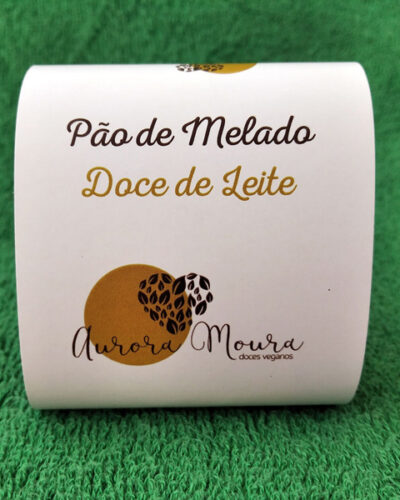 Pão de Melado
Doce de Leite
Aurora Moura
doces veganos